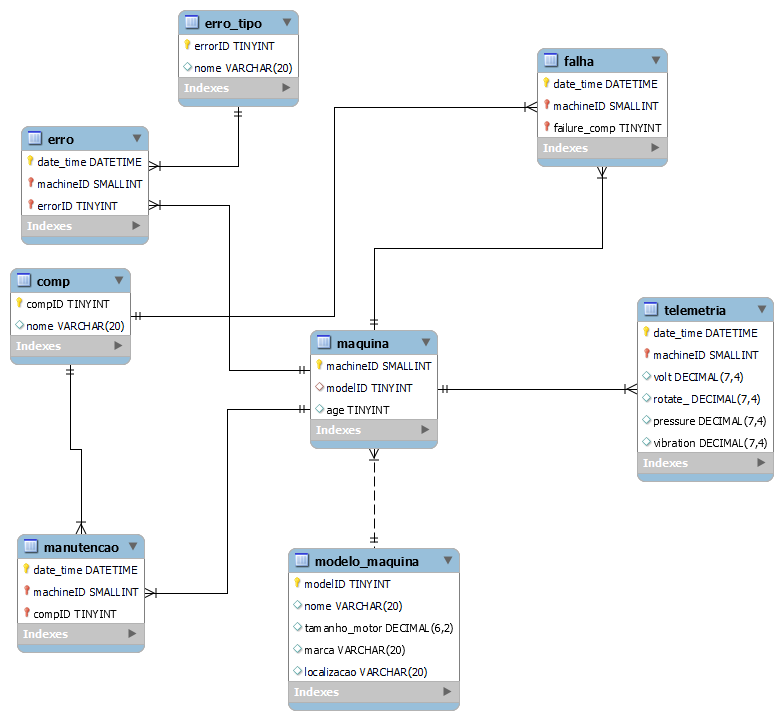 erro_tipo
errorID TINYINT
nome VARCHAR(20)
Indexes
falha
date_time DATETIME
machineID SMALLINT
failure_comp TINYINT
Indexes
erro
date_time DATETIME
machineID SMALLINT
errorID TINYINT
Indexes
comp
compID TINYINT
nome VARCHAR(20)
Indexes
maquina
machineID SMALLINT
modelID TINYINT
age TINYINT
Indexes
telemetria
date_time DATETIME
machineID SMALLINT
volt DECIMAL(7,4)
rotate_ DECIMAL(7,4)
pressure DECIMAL(7,4)
vibration DECIMAL(7,4)
Indexes
manutencao
date_time DATETIME
machineID SMALLINT
compID TINYINT
Indexes
modelo_maquina
modelID TINYINT
nome VARCHAR(20)
tamanho_motor DECIMAL(6,2)
marca VARCHAR(20)
localizacao VARCHAR(20)
Indexes